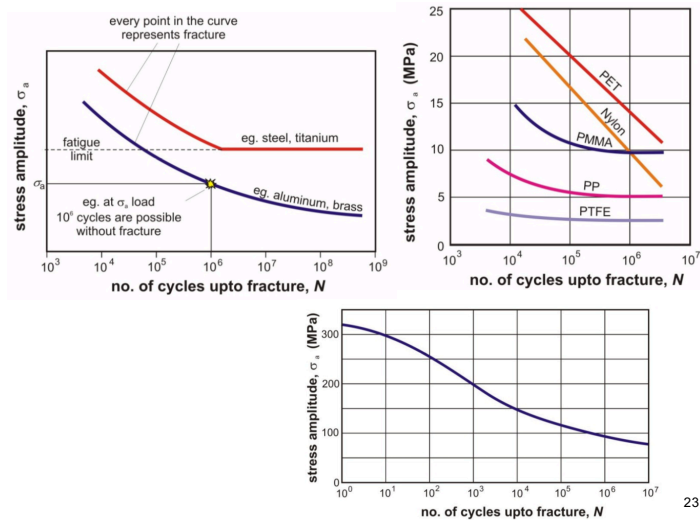 every point in the curve
represents fracture
stress amplitude, σ a
fatigue
limit
σa
eg. steel, titanium
eg. aluminum, brass
eg. at σa load
10⁶ cycles are possible
without fracture
10³ 10⁴ 10⁵ 10⁶ 10⁷ 10⁸ 10⁹
no. of cycles upto fracture, N
stress amplitude, σ a (MPa)
25
20
15
10
5
0
PET
Nylon
PMMA
PP
PTFE
10³ 10⁴ 10⁵ 10⁶ 10⁷
no. of cycles upto fracture, N
stress amplitude, σ a (MPa)
300
200
100
0
10⁰ 10¹ 10² 10³ 10⁴ 10⁵ 10⁶ 10⁷
no. of cycles upto fracture, N
23